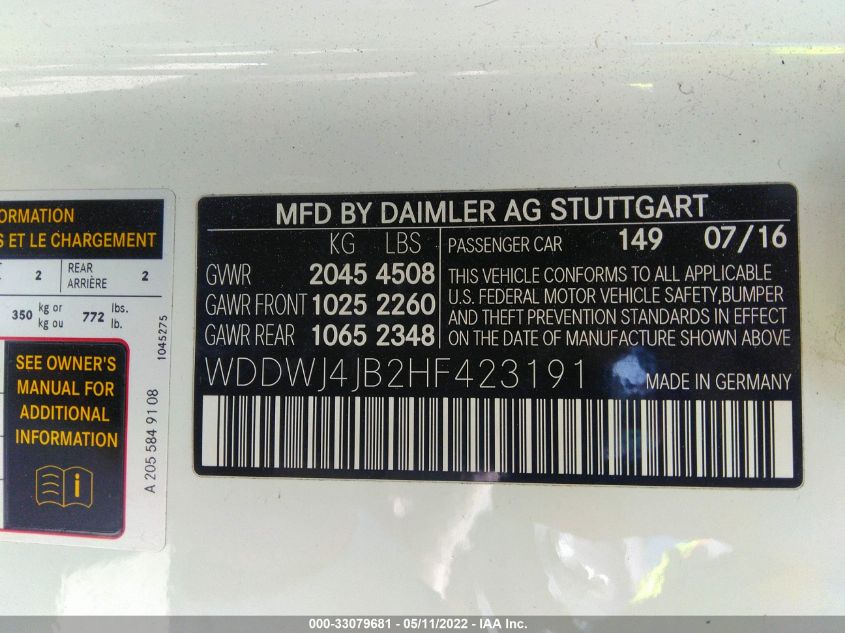 ORMATION
S ET LE CHARGEMENT
2 REAR ARRIÈRE 2
350 kg or kg ou 772 lbs. lb.
SEE OWNER'S
MANUAL FOR
ADDITIONAL
INFORMATION
i
1045275
A 205 584 91 08
MFD BY DAIMLER AG STUTTGART
KG LBS
GVWR 2045 4508
GAWR FRONT 1025 2260
GAWR REAR 1065 2348
PASSENGER CAR 149 07/16
THIS VEHICLE CONFORMS TO ALL APPLICABLE
U.S. FEDERAL MOTOR VEHICLE SAFETY,BUMPER
AND THEFT PREVENTION STANDARDS IN EFFECT
ON THE DATE OF MANUFACTURE SHOWN ABOVE
WDDWJ4JB2HF423191 MADE IN GERMANY
000-33079681 - 05/11/2022 - IAA Inc.